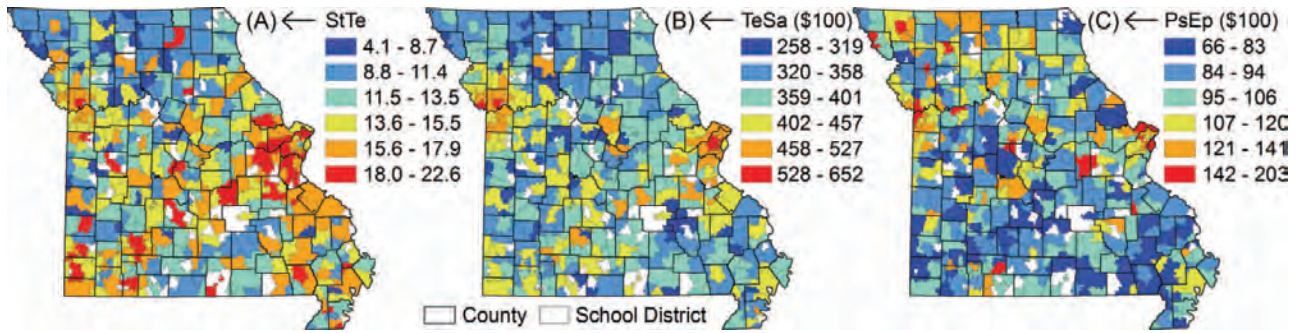 (A) ← StTe
4.1 - 8.7
8.8 - 11.4
11.5 - 13.5
13.6 - 15.5
15.6 - 17.9
18.0 - 22.6
(B) ← TeSa ($100)
258 - 319
320 - 358
359 - 401
402 - 457
458 - 527
528 - 652
(C) ← PsEp ($100)
66 - 83
84 - 94
95 - 106
107 - 120
121 - 141
142 - 203
County School District